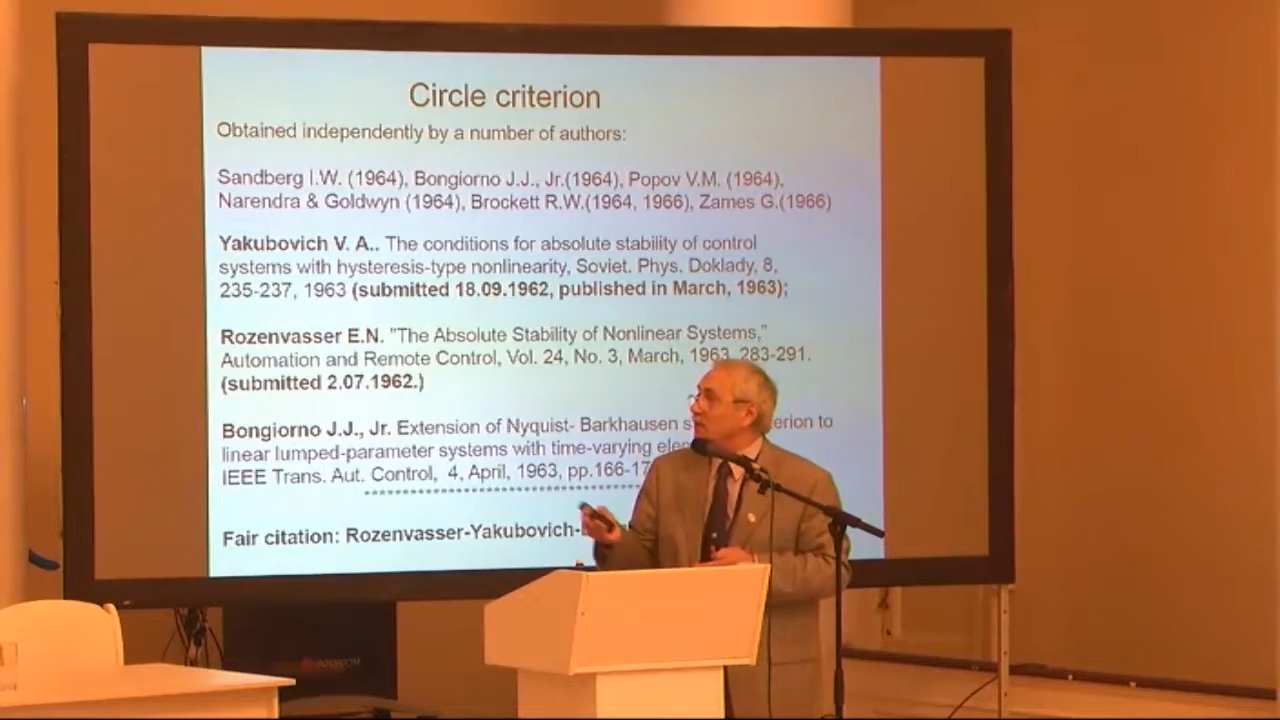 Circle criterion
Obtained independently by a number of authors:
Sandberg I.W. (1964), Bongiorno J.J., Jr.(1964), Popov V.M. (1964),
Narendra & Goldwyn (1964), Brockett R.W.(1964, 1966), Zames G.(1966)
Yakubovich V. A.. The conditions for absolute stability of control
systems with hysteresis-type nonlinearity, Soviet. Phys. Doklady, 8,
235-237, 1963 (submitted 18.09.1962, published in March, 1963);
Rozenvasser E.N. "The Absolute Stability of Nonlinear Systems,"
Automation and Remote Control, Vol. 24, No. 3, March, 1963, 283-291.
(submitted 2.07.1962.)
Bongiorno J.J., Jr. Extension of Nyquist- Barkhausen to
linear lumped-parameter systems with time-varying
IEEE Trans. Aut. Control, 4, April, 1963, pp.166-17
Fair citation: Rozenvasser-Yakubovich-